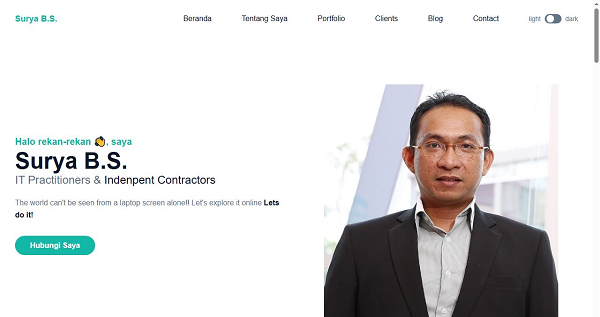 Surya B.S. Beranda Tentang Saya Portfolio Clients Blog Contact light dark
Halo rekan-rekan 👏, saya
Surya B.S.
IT Practitioners & Indenpent Contractors
The world can't be seen from a laptop screen alone!! Let's explore it online Lets
do it!
Hubungi Saya